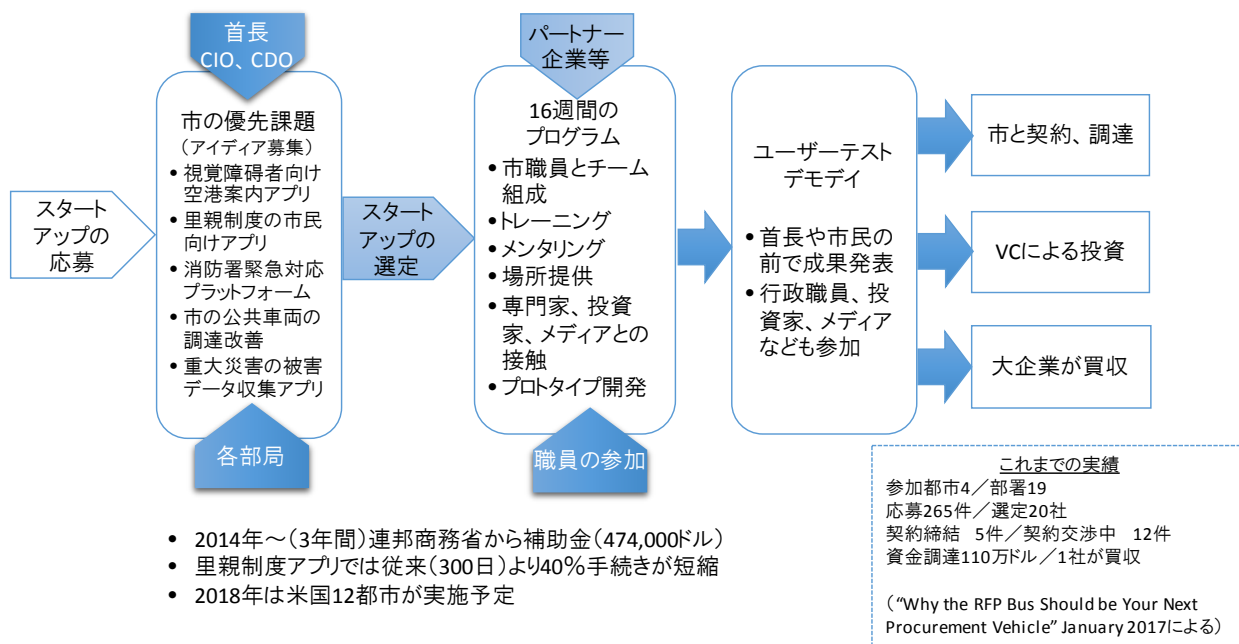 首長
CIO、CDO
パートナー
企業等
スタート
アップの
応募
市の優先課題
（アイディア募集）
• 視覚障碍者向け
空港案内アプリ
• 里親制度の市民
向けアプリ
• 消防署緊急対応
プラットフォーム
• 市の公共車両の
調達改善
• 重大災害の被害
データ収集アプリ
各部局
スタート
アップの
選定
16週間の
プログラム
• 市職員とチーム
組成
• トレーニング
• メンタリング
• 場所提供
• 専門家、投資
家、メディアとの
接触
• プロトタイプ開発
職員の参加
ユーザーテスト
デモデイ
• 首長や市民の
前で成果発表
• 行政職員、投
資家、メディア
なども参加
市と契約、調達
VCによる投資
大企業が買収
• 2014年～（3年間）連邦商務省から補助金（474,000ドル）
• 里親制度アプリでは従来（300日）より40％手続きが短縮
• 2018年は米国12都市が実施予定
これまでの実績
参加都市4／部署19
応募265件／選定20社
契約締結　5件／契約交渉中　12件
資金調達110万ドル／1社が買収
（“Why the RFP Bus Should be Your Next
Procurement Vehicle” January 2017による）